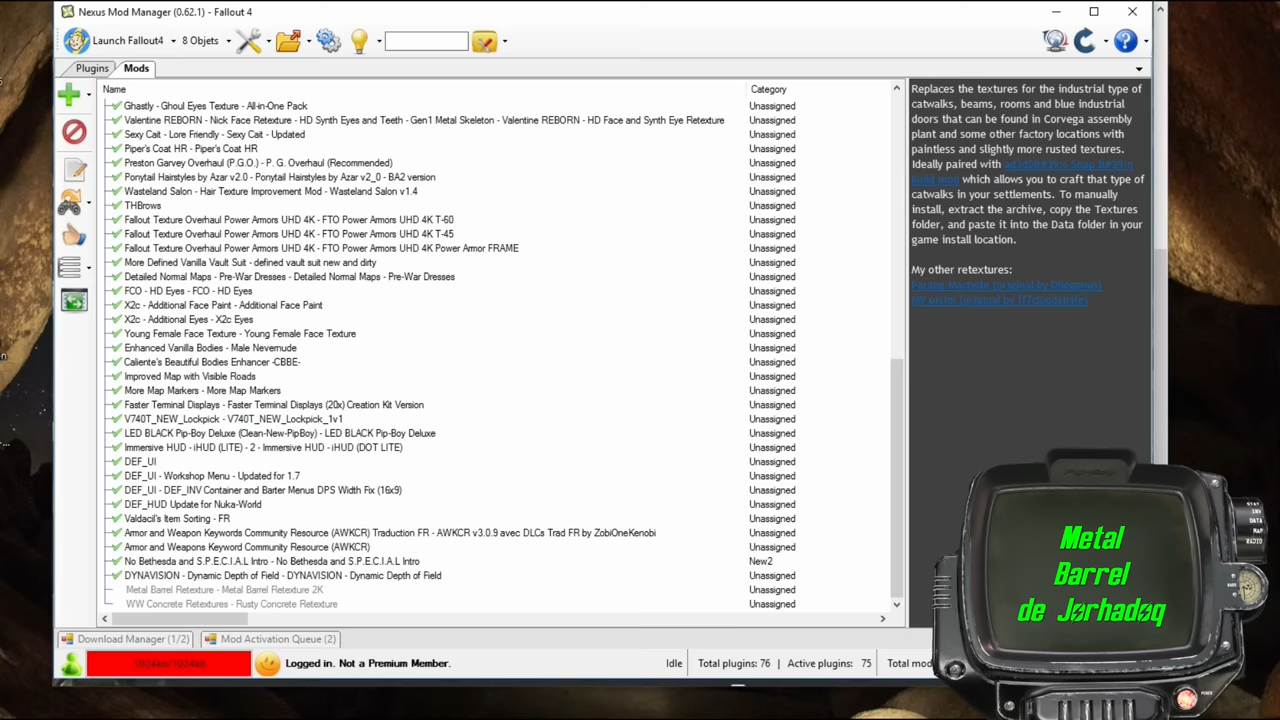 Nexus Mod Manager (0.62.1) - Fallout 4
Launch Fallout4
8 Objets
Plugins
Mods
Name
Category
Ghastly - Ghoul Eyes Texture - All-in-One Pack
Unassigned
Valentine REBORN - Nick Face Retexture - HD Synth Eyes and Teeth - Gen1 Metal Skeleton - Valentine REBORN - HD Face and Synth Eye Retexture
Unassigned
Sexy Cait - Lore Friendly - Sexy Cait - Updated
Unassigned
Piper's Coat HR - Piper's Coat HR
Unassigned
Preston Garvey Overhaul (P.G.O.) - P. G. Overhaul (Recommended)
Unassigned
Ponytail Hairstyles by Azar v2.0 - Ponytail Hairstyles by Azar v2_0 - BA2 version
Unassigned
Wasteland Salon - Hair Texture Improvement Mod - Wasteland Salon v1.4
Unassigned
THBrows
Unassigned
Fallout Texture Overhaul Power Armors UHD 4K - FTO Power Armors UHD 4K T-60
Unassigned
Fallout Texture Overhaul Power Armors UHD 4K - FTO Power Armors UHD 4K T-45
Unassigned
Fallout Texture Overhaul Power Armors UHD 4K - FTO Power Armors UHD 4K Power Armor FRAME
Unassigned
More Defined Vanilla Vault Suit - defined vault suit new and dirty
Unassigned
Detailed Normal Maps - Pre-War Dresses - Detailed Normal Maps - Pre-War Dresses
Unassigned
FCO - HD Eyes - FCO - HD Eyes
Unassigned
X2c - Additional Face Paint - Additional Face Paint
Unassigned
X2c - Additional Eyes - X2c Eyes
Unassigned
Young Female Face Texture - Young Female Face Texture
Unassigned
Enhanced Vanilla Bodies - Male Nevernude
Unassigned
Caliente's Beautiful Bodies Enhancer -CBBE-
Unassigned
Improved Map with Visible Roads
Unassigned
More Map Markers - More Map Markers
Unassigned
Faster Terminal Displays - Faster Terminal Displays (20x) Creation Kit Version
Unassigned
V740T_NEW_Lockpick - V740T_NEW_Lockpick_1v1
Unassigned
LED BLACK Pip-Boy Deluxe (Clean-New-PipBoy) - LED BLACK Pip-Boy Deluxe
Unassigned
Immersive HUD - iHUD (LITE) - 2 - Immersive HUD - iHUD (DOT LITE)
Unassigned
DEF_UI
Unassigned
DEF_UI - Workshop Menu - Updated for 1.7
Unassigned
DEF_UI - DEF_INV Container and Barter Menus DPS Width Fix (16x9)
Unassigned
DEF_HUD Update for Nuka-World
Unassigned
Valdacil's Item Sorting - FR
Unassigned
Armor and Weapon Keywords Community Resource (AWKCR) Traduction FR - AWKCR v3.0.9 avec DLCs Trad FR by ZobiOneKenobi
Unassigned
Armor and Weapons Keyword Community Resource (AWKCR)
Unassigned
No Bethesda and S.P.E.C.I.A.L Intro - No Bethesda and S.P.E.C.I.A.L Intro
New2
DYNAVISION - Dynamic Depth of Field - DYNAVISION - Dynamic Depth of Field
Unassigned
Metal Barrel Retexture - Metal Barrel Retexture 2K
Unassigned
WW Concrete Retextures - Rusty Concrete Retexture
Unassigned
Replaces the textures for the industrial type of
catwalks, beams, rooms and blue industrial
doors that can be found in Corvega assembly
plant and some other factory locations with
paintless and slightly more rusted textures.
Ideally paired with
which allows you to craft that type of
catwalks in your settlements. To manually
install, extract the archive, copy the Textures
folder, and paste it into the Data folder in your
game install location.
My other retextures:
Parang Machete (original by Dhegonus)
Metal
Barrel
de Jorhadoq
STAT
INV
DATA
MAP
RADIO
POWER
Download Manager (1/2)
Mod Activation Queue (2)
1024kb/1024kb
Logged in. Not a Premium Member.
Idle
Total plugins: 76
Active plugins: 75
Total mod